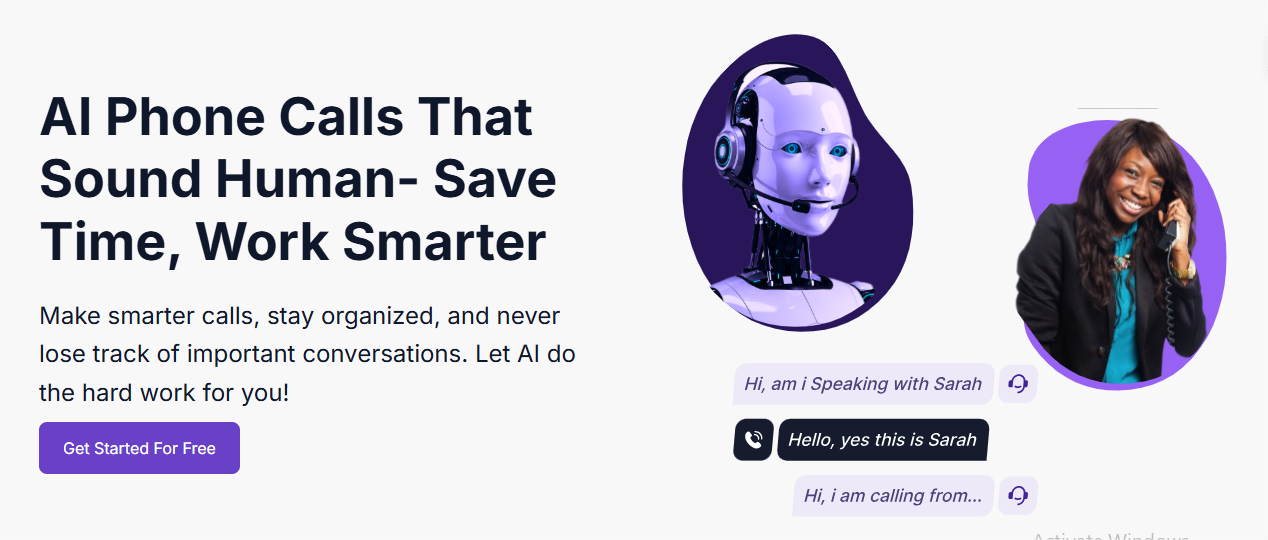 AI Phone Calls That
Sound Human- Save
Time, Work Smarter
Make smarter calls, stay organized, and never
lose track of important conversations. Let AI do
the hard work for you!
Get Started For Free
Hi, am i Speaking with Sarah
Hello, yes this is Sarah
Hi, i am calling from...
Activate Windows